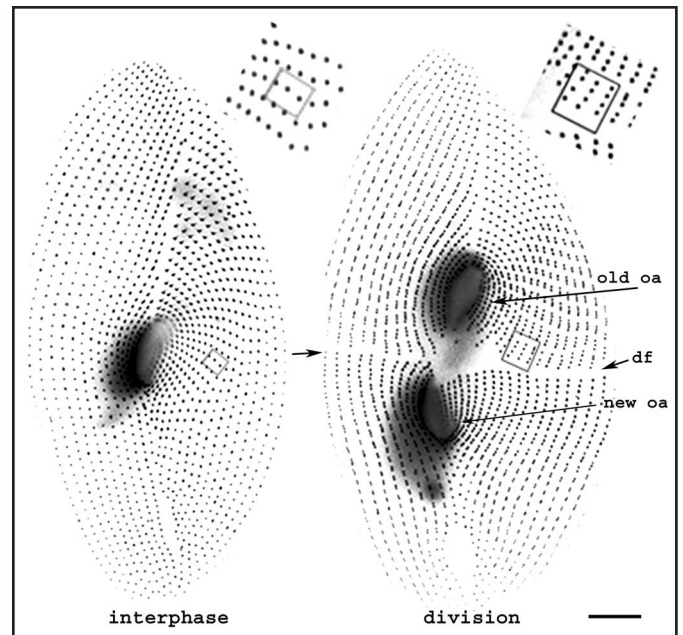 old oa
df
new oa
interphase
division